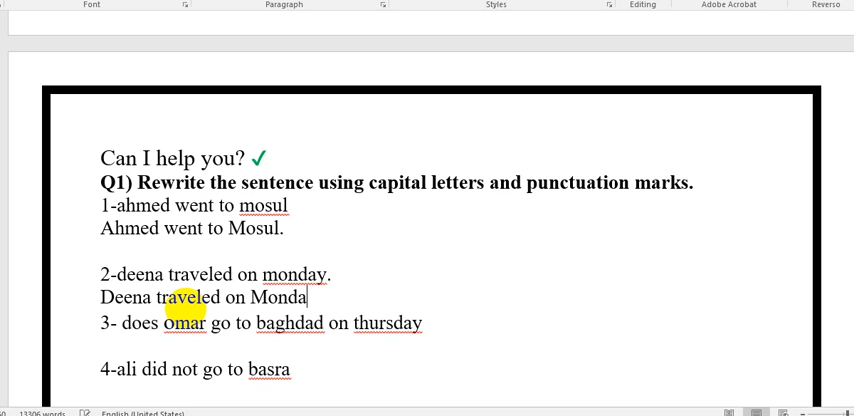 Font Paragraph Styles Editing Adobe Acrobat Reverso
Can I help you? ✓
Q1) Rewrite the sentence using capital letters and punctuation marks.
1-ahmed went to mosul
Ahmed went to Mosul.
2-deena traveled on monday.
Deena traveled on Monda
3- does omar go to baghdad on thursday
4-ali did not go to basra
13306 words English (United States)